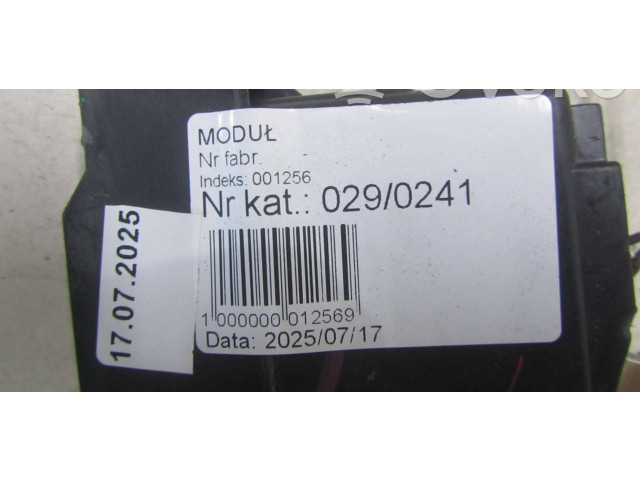 MODUŁ
Nr fabr.
Indeks: 001256
Nr kat.: 029/0241
1 000000 012569
Data: 2025/07/17
17.07.2025